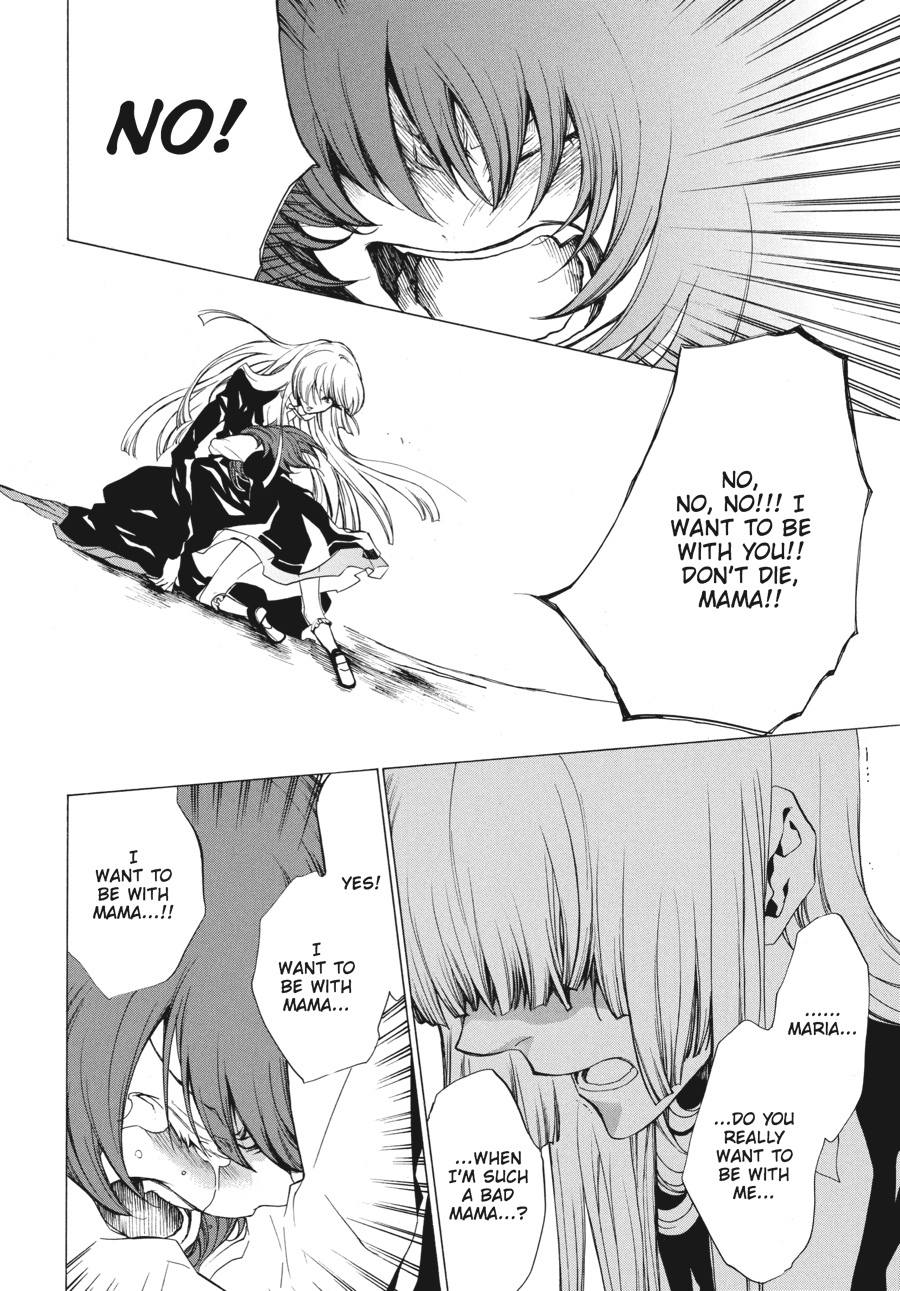 NO!
NO,
NO, NO!!! I
WANT TO BE
WITH YOU!!
DON'T DIE,
MAMA!!
......
MARIA...
...DO YOU
REALLY
WANT TO
BE WITH
ME...
...WHEN
I'M SUCH
A BAD
MAMA...?
YES!
I
WANT TO
BE WITH
MAMA...
I
WANT TO
BE WITH
MAMA...!!